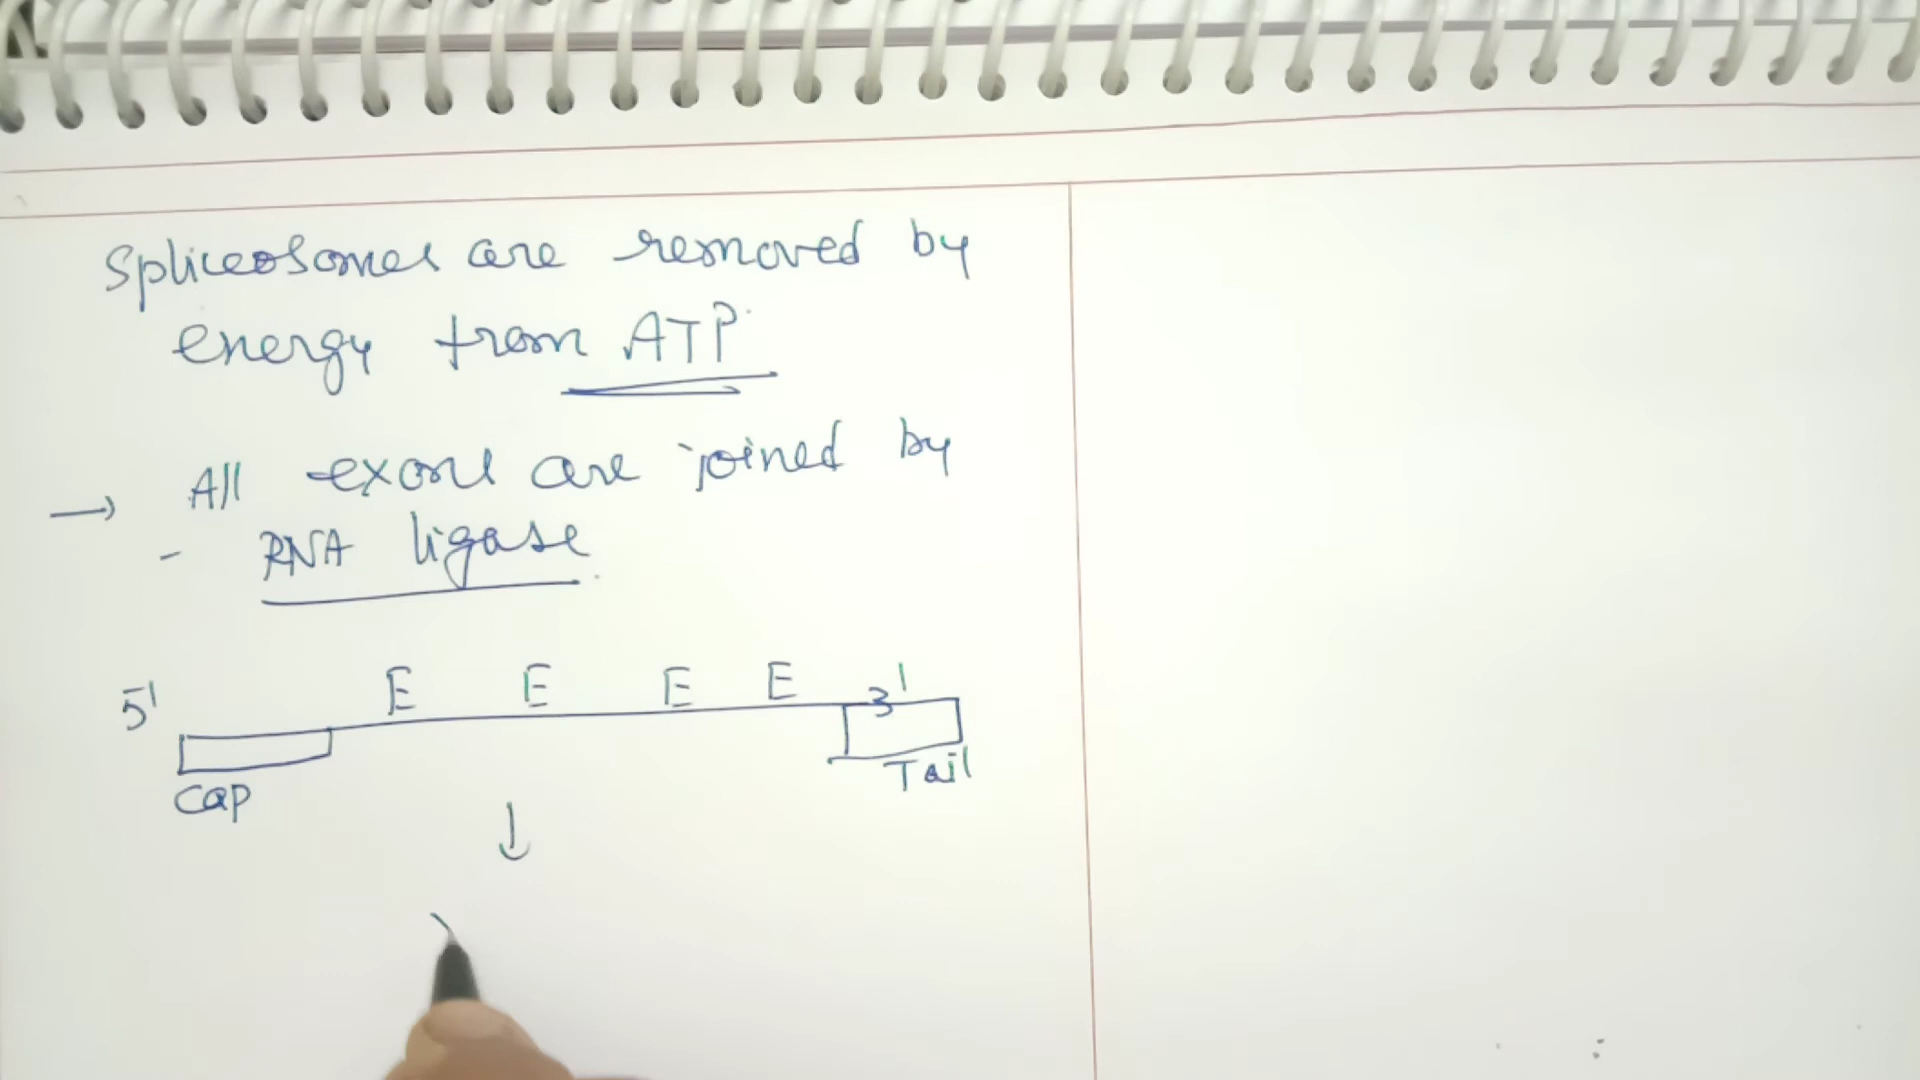 Spliceosomes are removed by
energy from ATP
→ All exons are joined by
- RNA ligase
5' E E E E 3'
Cap Tail
↓